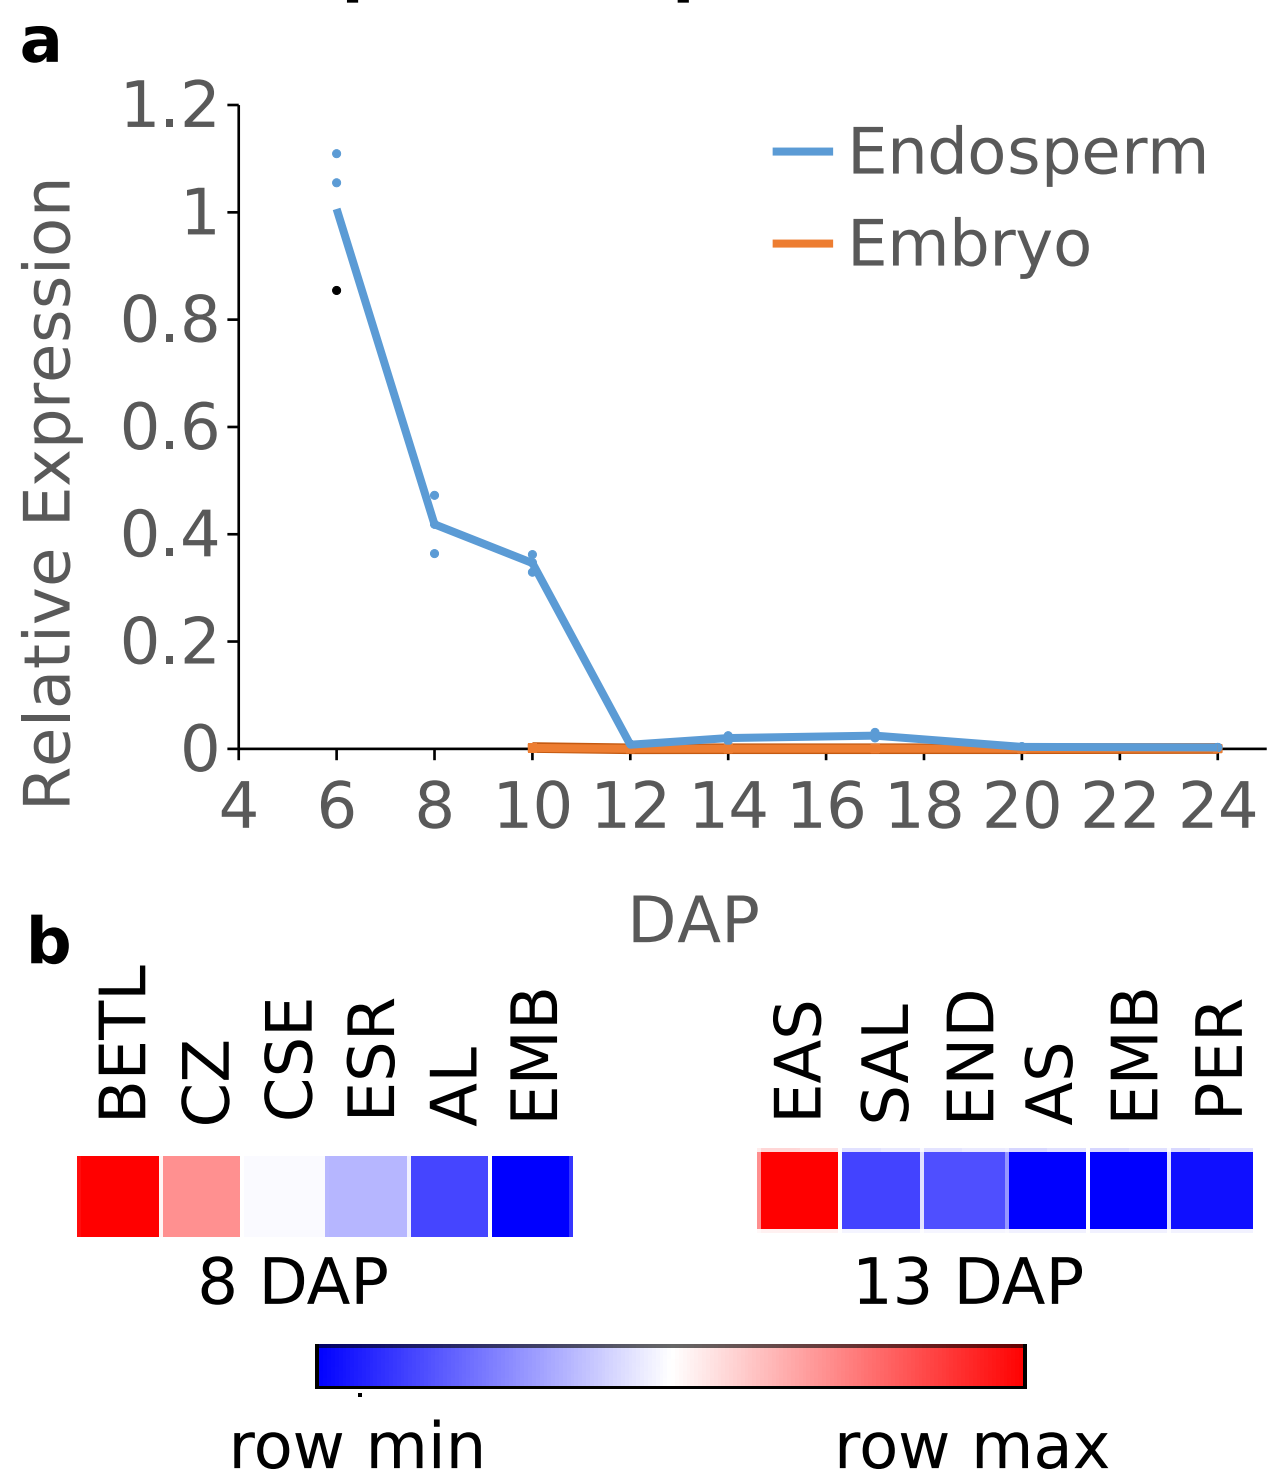 a
1.2
1
0.8
0.6
0.4
0.2
0
Relative Expression
Endosperm
Embryo
4 6 8 10 12 14 16 18 20 22 24
DAP
b
BETL CZ CSE ESR AL EMB
EAS SAL END AS EMB PER
8 DAP
13 DAP
row min
row max